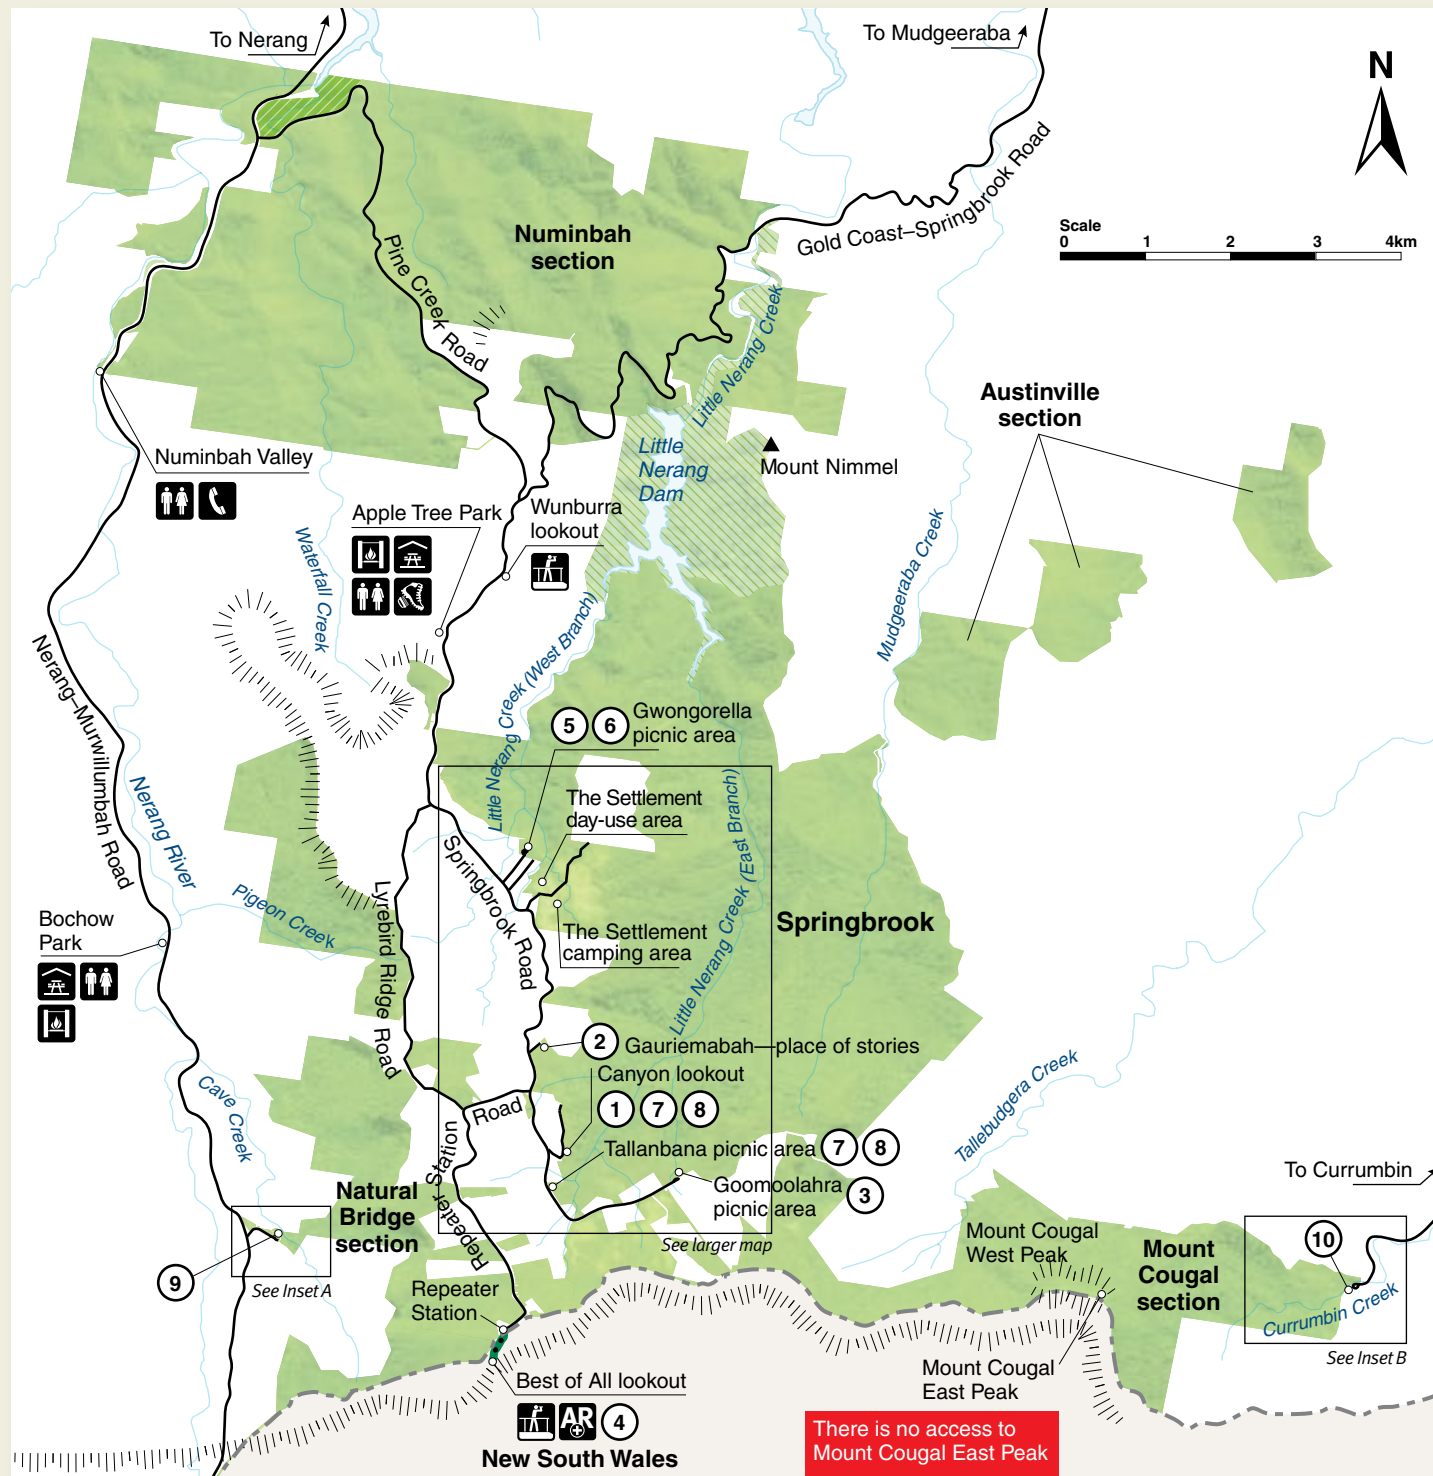 To Nerang
To Mudgeeraba
N
Scale
0 1 2 3 4km
Gold Coast–Springbrook Road
Numinbah
section
Pine Creek Road
Little Nerang Creek
Austinville
section
Little
Nerang
Dam
Mount Nimmel
Numinbah Valley
Apple Tree Park
Wunburra
lookout
Waterfall Creek
Mudgeeraba Creek
Little Nerang Creek (West Branch)
Nerang–Murwillumbah Road
5 6 Gwongorella
picnic area
Nerang River
The Settlement
day-use area
Springbrook Road
Little Nerang Creek (East Branch)
Lyrebird Ridge Road
Pigeon Creek
Bochow
Park
Springbrook
The Settlement
camping area
2 Gauriemabah—place of stories
Canyon lookout
1 7 8
Cave Creek
Road
Tallebudgera Creek
Tallanbana picnic area 7 8
Repeater Station
Goomoolahra
picnic area
3
To Currumbin
Natural
Bridge
section
See larger map
Mount Cougal
West Peak
Mount
Cougal
section
10
9
See Inset A
Repeater
Station
Currumbin Creek
See Inset B
Best of All lookout
AR
4
New South Wales
Mount Cougal
East Peak
There is no access to
Mount Cougal East Peak